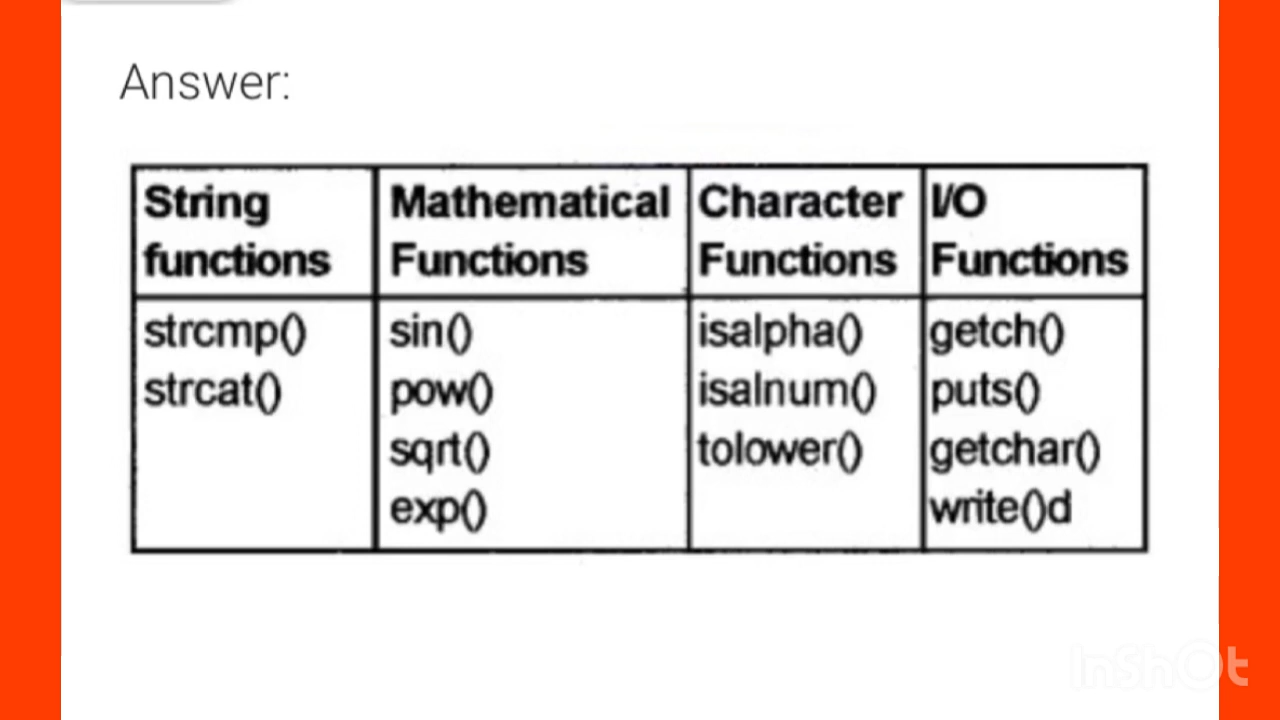 Answer:
String functions
Mathematical Functions
Character Functions
I/O Functions
strcmp()
strcat()
sin()
pow()
sqrt()
exp()
isalpha()
isalnum()
tolower()
getch()
puts()
getchar()
write()d
InShOt